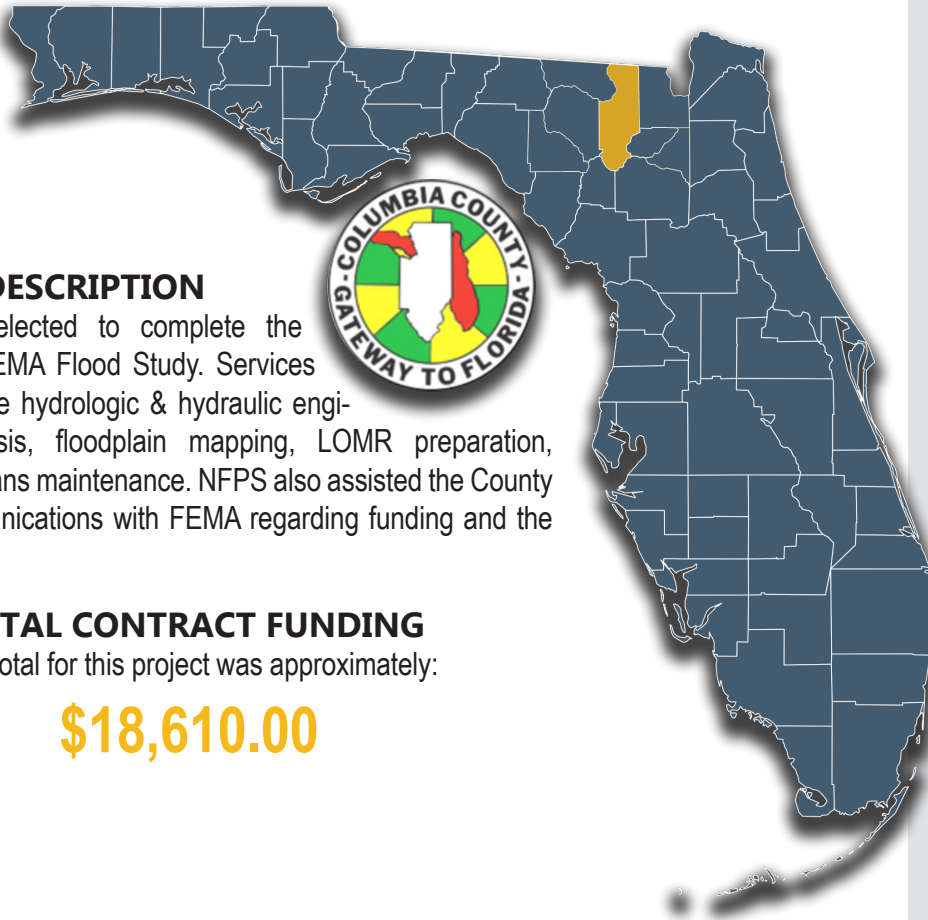 COLUMBIA COUNTY
- GATEWAY TO FLORIDA -
DESCRIPTION
elected to complete the
EMA Flood Study. Services
e hydrologic & hydraulic engi-
sis, floodplain mapping, LOMR preparation,
ans maintenance. NFPS also assisted the County
nications with FEMA regarding funding and the
TAL CONTRACT FUNDING
otal for this project was approximately:
$18,610.00